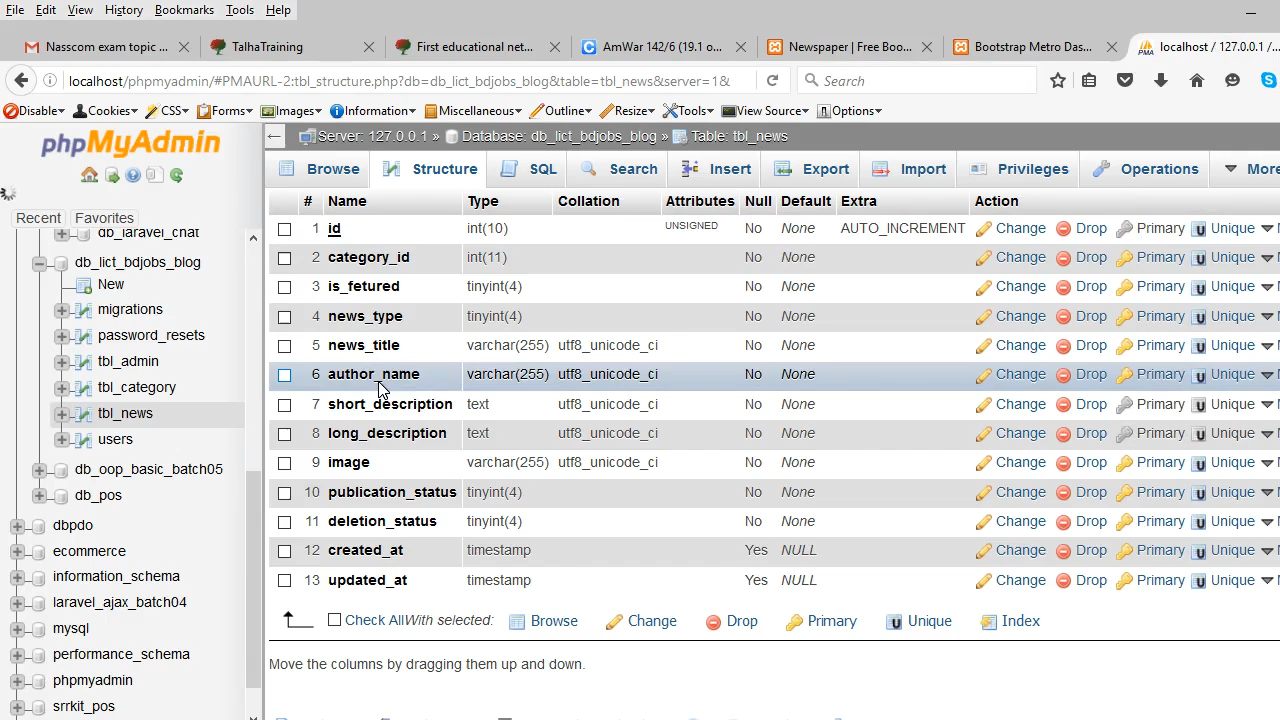 File Edit View History Bookmarks Tools Help
Nasscom exam topic ... × TalhaTraining × First educational net... × AmWar 142/6 (19.1 o... × Newspaper | Free Boo... × Bootstrap Metro Das... × localhost / 127.0.0.1 /...
localhost/phpmyadmin/#PMAURL-2:tbl_structure.php?db=db_lict_bdjobs_blog&table=tbl_news&server=1& Search
Disable Cookies CSS Forms Images Information Miscellaneous Outline Resize Tools View Source Options
phpMyAdmin
Recent Favorites
db_laravel_chat
db_lict_bdjobs_blog
New
migrations
password_resets
tbl_admin
tbl_category
tbl_news
users
db_oop_basic_batch05
db_pos
dbpdo
ecommerce
information_schema
laravel_ajax_batch04
mysql
performance_schema
phpmyadmin
srrkit_pos
Server: 127.0.0.1 » Database: db_lict_bdjobs_blog » Table: tbl_news
Browse Structure SQL Search Insert Export Import Privileges Operations More
# Name Type Collation Attributes Null Default Extra Action
1 id int(10) UNSIGNED No None AUTO_INCREMENT Change Drop Primary Unique
2 category_id int(11) No None Change Drop Primary Unique
3 is_fetured tinyint(4) No None Change Drop Primary Unique
4 news_type tinyint(4) No None Change Drop Primary Unique
5 news_title varchar(255) utf8_unicode_ci No None Change Drop Primary Unique
6 author_name varchar(255) utf8_unicode_ci No None Change Drop Primary Unique
7 short_description text utf8_unicode_ci No None Change Drop Primary Unique
8 long_description text utf8_unicode_ci No None Change Drop Primary Unique
9 image varchar(255) utf8_unicode_ci No None Change Drop Primary Unique
10 publication_status tinyint(4) No None Change Drop Primary Unique
11 deletion_status tinyint(4) No None Change Drop Primary Unique
12 created_at timestamp Yes NULL Change Drop Primary Unique
13 updated_at timestamp Yes NULL Change Drop Primary Unique
Check All With selected: Browse Change Drop Primary Unique Index
Move the columns by dragging them up and down.